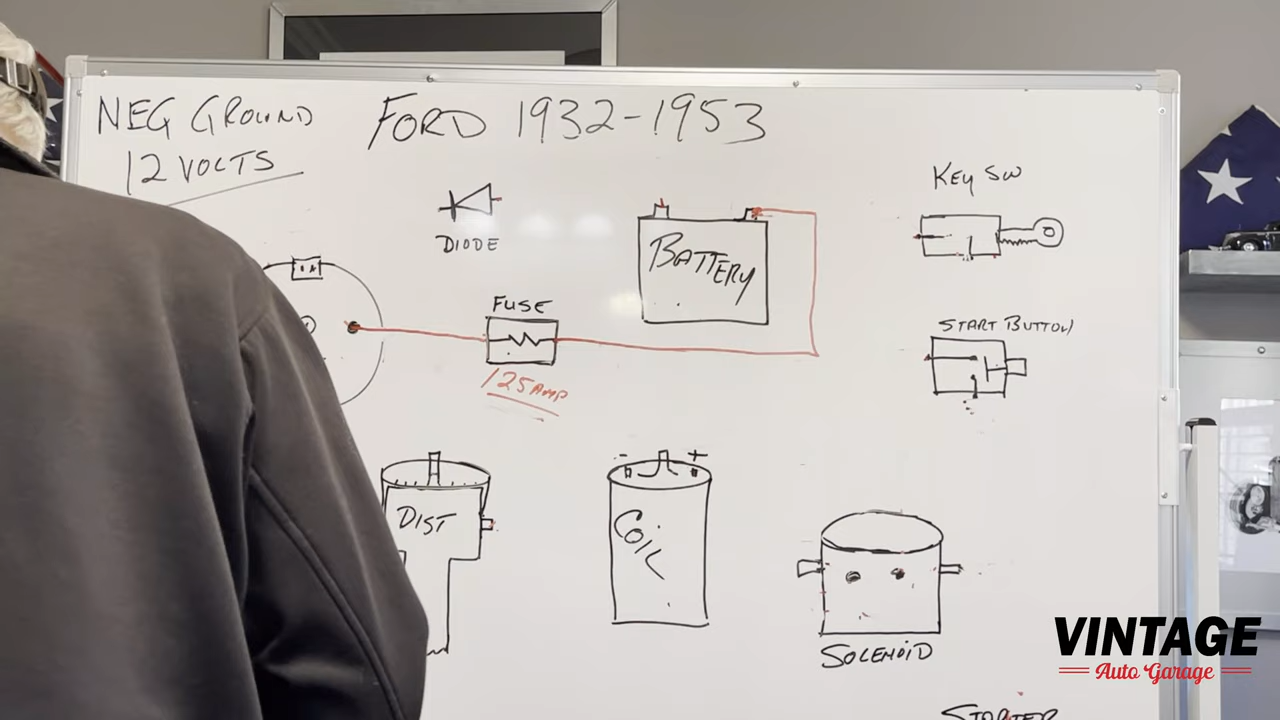 NEG GROUND
12 VOLTS
FORD 1932-1953
KEY SW
DIODE
BATTERY
FUSE
START BUTTON
125 AMP
- +
DIST
COIL
SOLENOID
VINTAGE
Auto Garage
STARTER